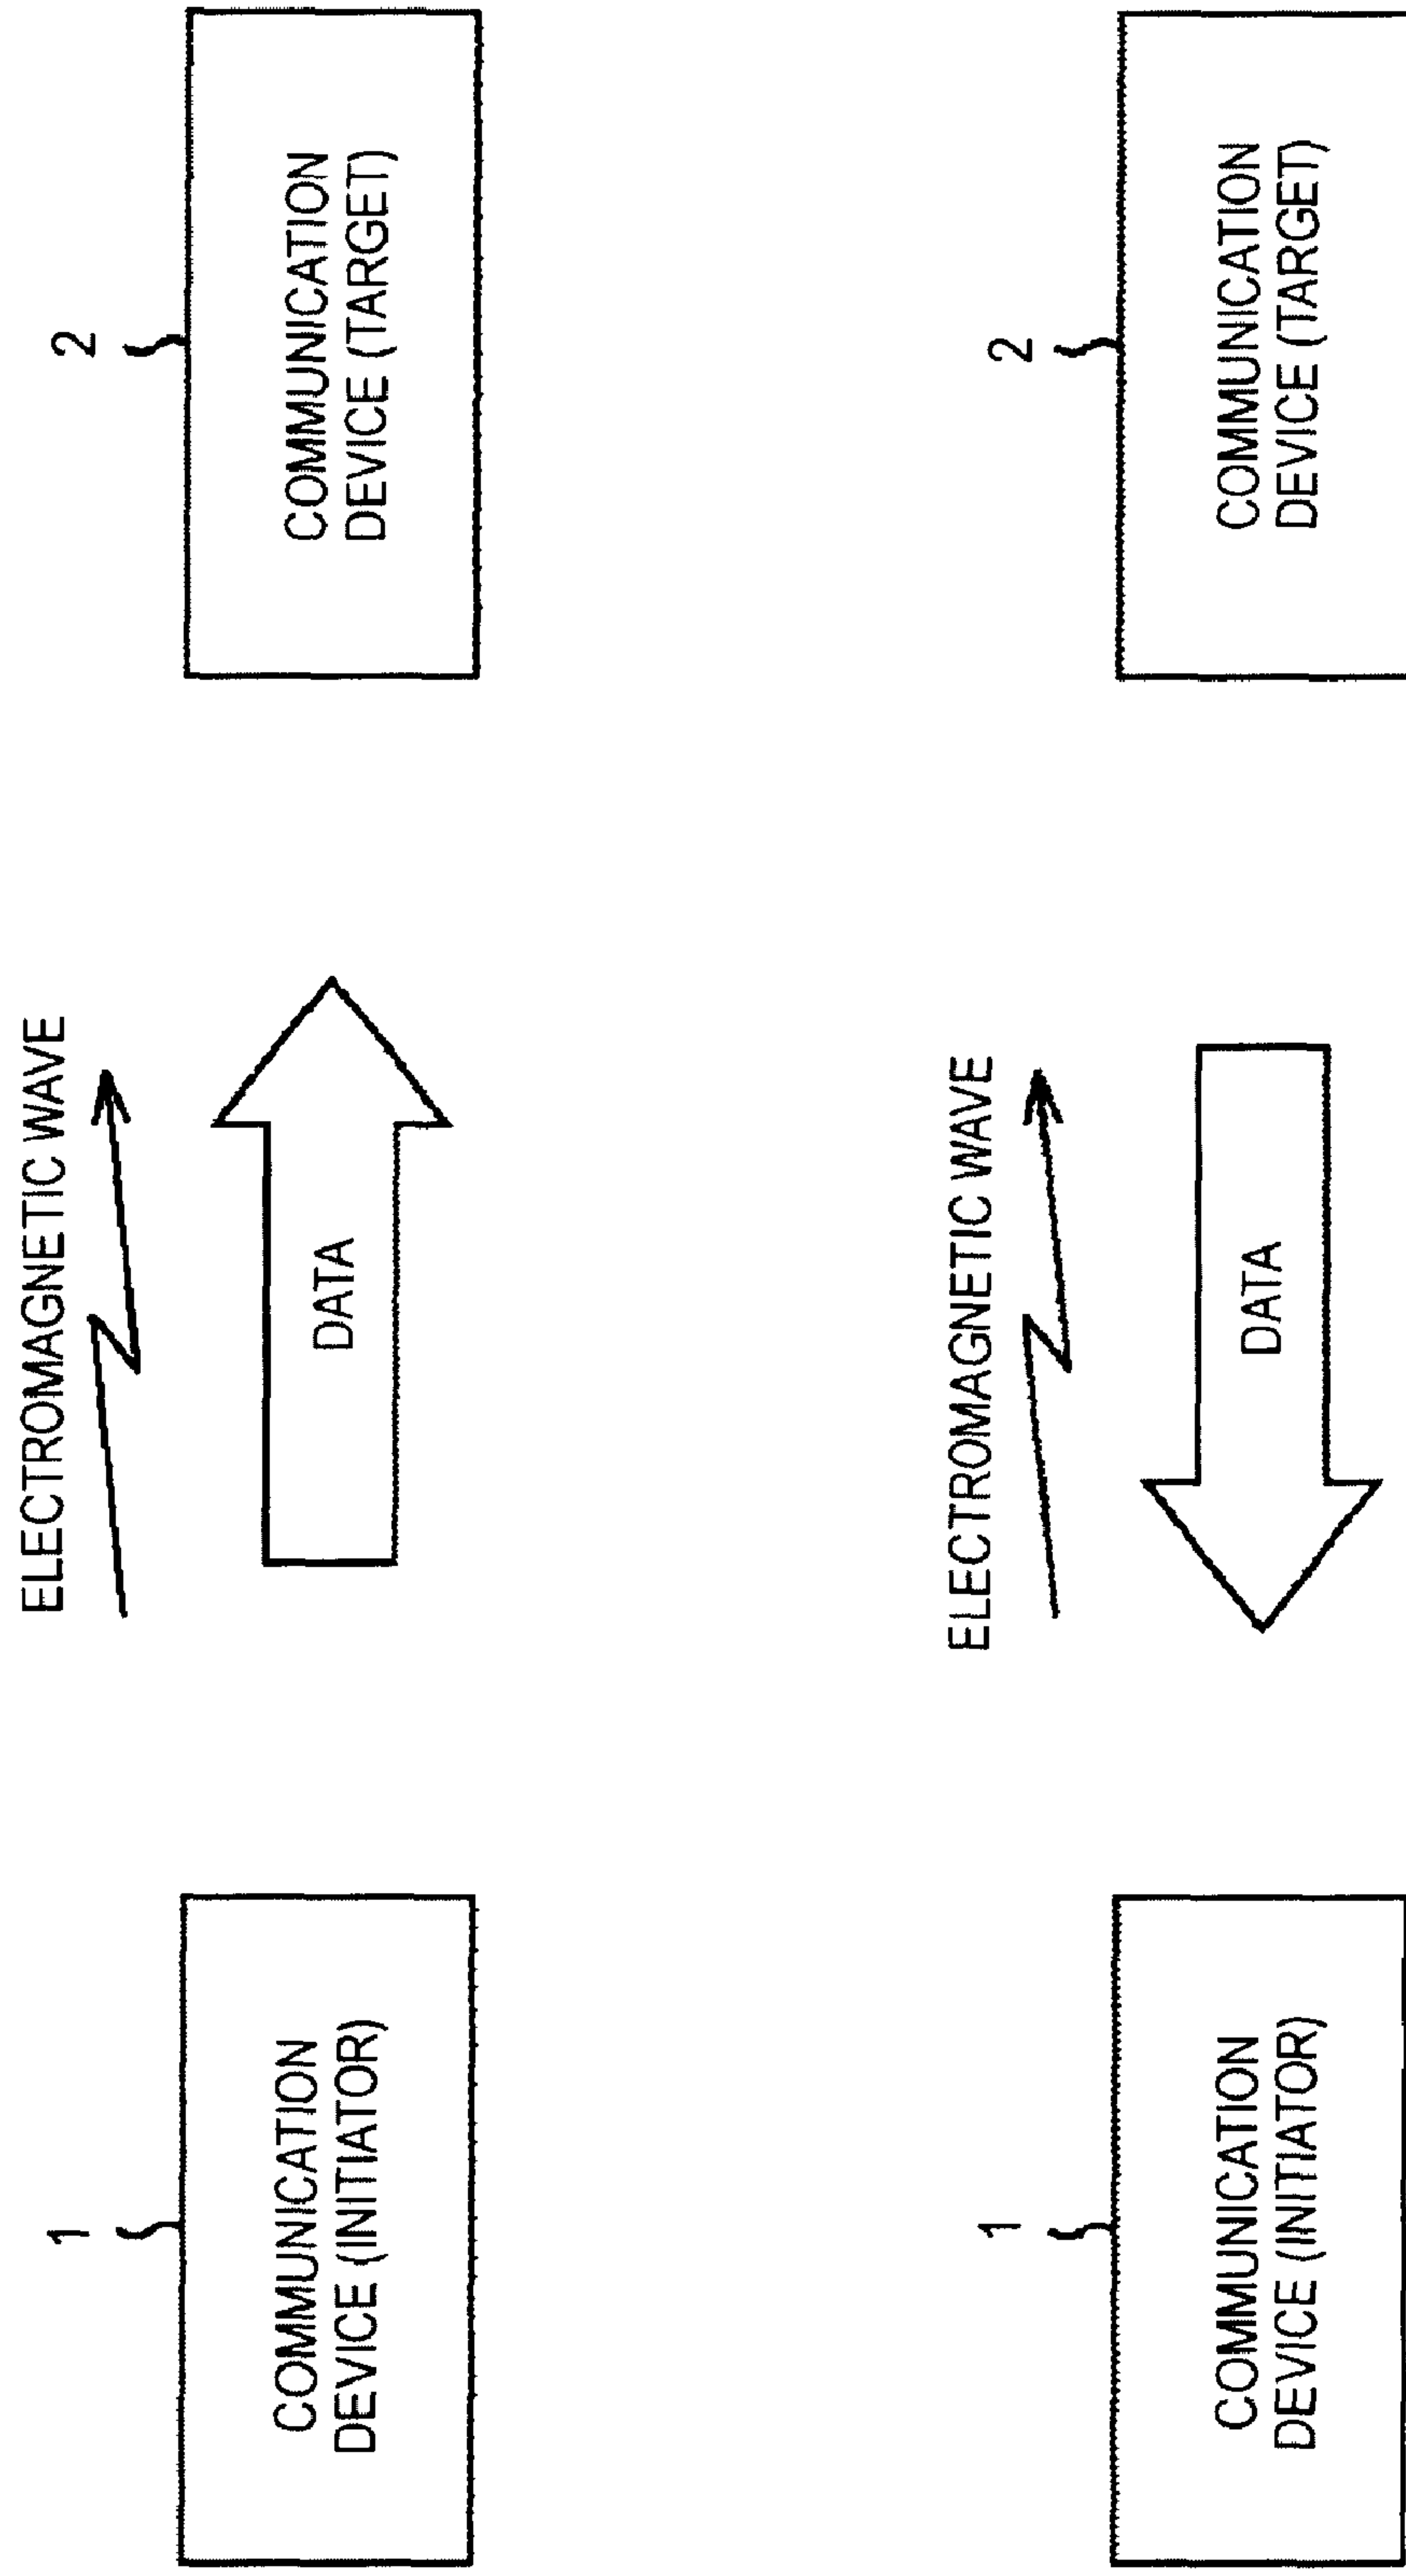 1
COMMUNICATION
DEVICE (INITIATOR)
ELECTROMAGNETIC WAVE
DATA
2
COMMUNICATION
DEVICE (TARGET)
1
COMMUNICATION
DEVICE (INITIATOR)
ELECTROMAGNETIC WAVE
DATA
2
COMMUNICATION
DEVICE (TARGET)